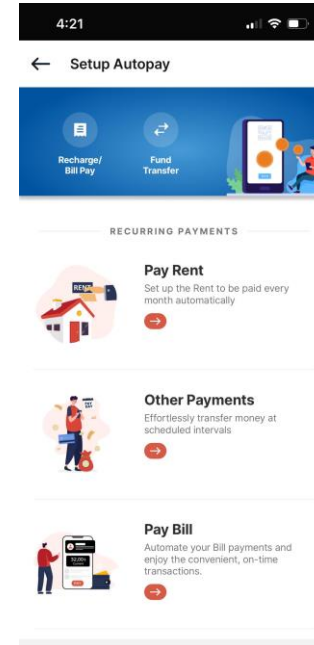 4:21
Setup Autopay
Recharge/
Bill Pay
Fund
Transfer
RECURRING PAYMENTS
RENT
Pay Rent
Set up the Rent to be paid every
month automatically
Other Payments
Effortlessly transfer money at
scheduled intervals
Pay Bill
Automate your Bill payments and
enjoy the convenient, on-time
transactions.